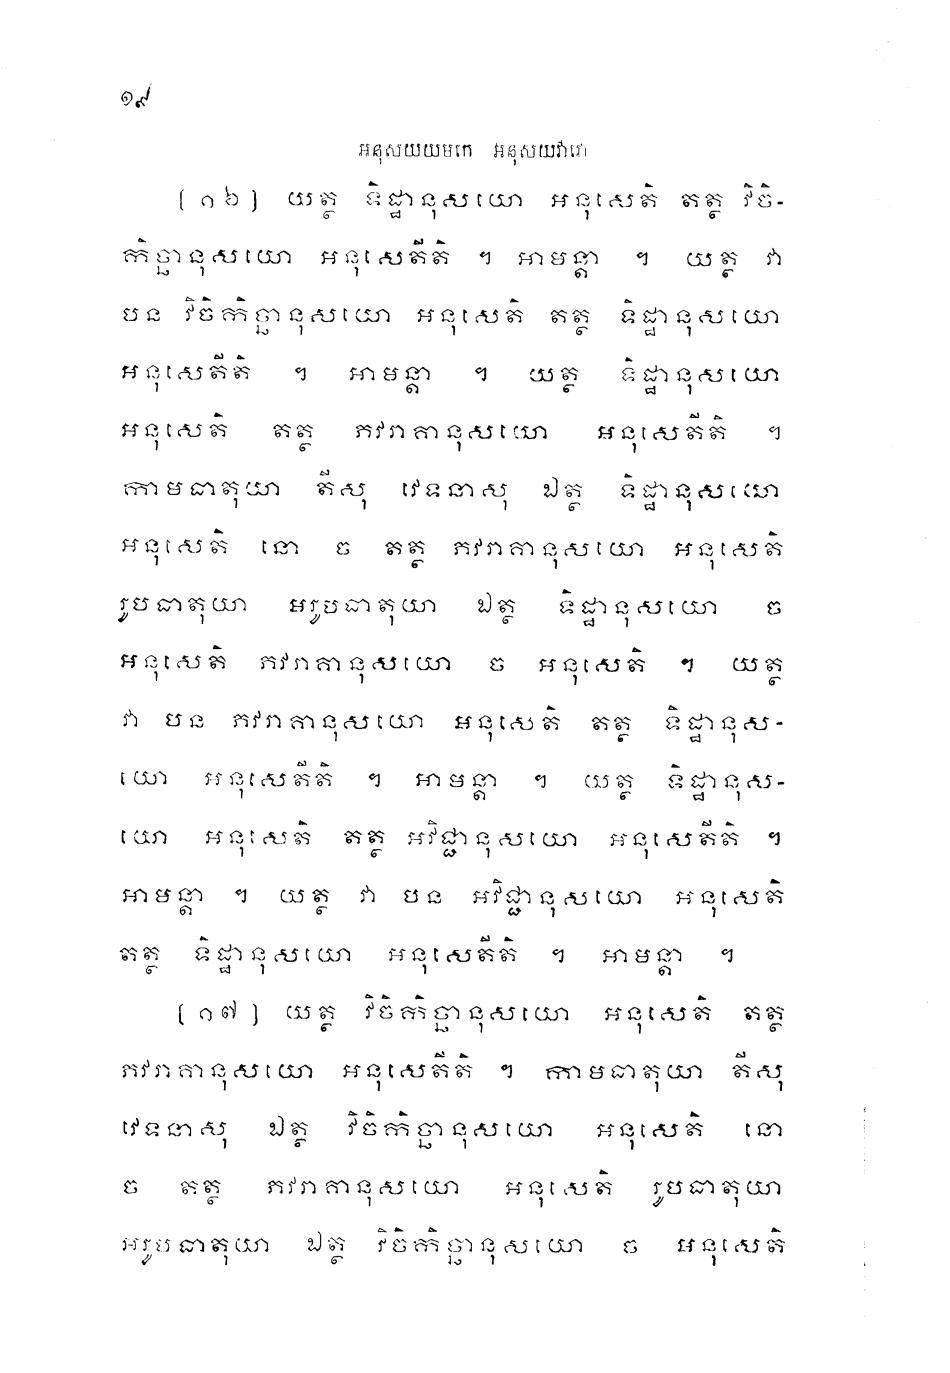 ១៩
អនុសយយមកេ អនុសយវារោ
(១៦) យត្ថ ទិដ្ឋានុសយោ អនុសេតិ តត្ថ វិចិ-
កិច្ឆានុសយោ អនុសេតីតិ ។ អាមន្តា ។ យត្ថ វា
បន វិចិកិច្ឆានុសយោ អនុសេតិ តត្ថ ទិដ្ឋានុសយោ
អនុសេតីតិ ។ អាមន្តា ។ យត្ថ ទិដ្ឋានុសយោ
អនុសេតិ តត្ថ ភវរាគានុសយោ អនុសេតីតិ ។
កាមធាតុយា តីសុ វេទនាសុ ឯត្ថ ទិដ្ឋានុសយោ
អនុសេតិ នោ ច តត្ថ ភវរាគានុសយោ អនុសេតិ
រូបធាតុយា អរូបធាតុយា ឯត្ថ ទិដ្ឋានុសយោ ច
អនុសេតិ ភវរាគានុសយោ ច អនុសេតិ ។ យត្ថ
វា បន ភវរាគានុសយោ អនុសេតិ តត្ថ ទិដ្ឋានុស-
យោ អនុសេតីតិ ។ អាមន្តា ។ យត្ថ ទិដ្ឋានុស-
យោ អនុសេតិ តត្ថ អវិជ្ជានុសយោ អនុសេតីតិ ។
អាមន្តា ។ យត្ថ វា បន អវិជ្ជានុសយោ អនុសេតិ
តត្ថ ទិដ្ឋានុសយោ អនុសេតីតិ ។ អាមន្តា ។
(១៧) យត្ថ វិចិកិច្ឆានុសយោ អនុសេតិ តត្ថ
ភវរាគានុសយោ អនុសេតីតិ ។ កាមធាតុយា តីសុ
វេទនាសុ ឯត្ថ វិចិកិច្ឆានុសយោ អនុសេតិ នោ
ច តត្ថ ភវរាគានុសយោ អនុសេតិ រូបធាតុយា
អរូបធាតុយា ឯត្ថ វិចិកិច្ឆានុសយោ ច អនុសេតិ